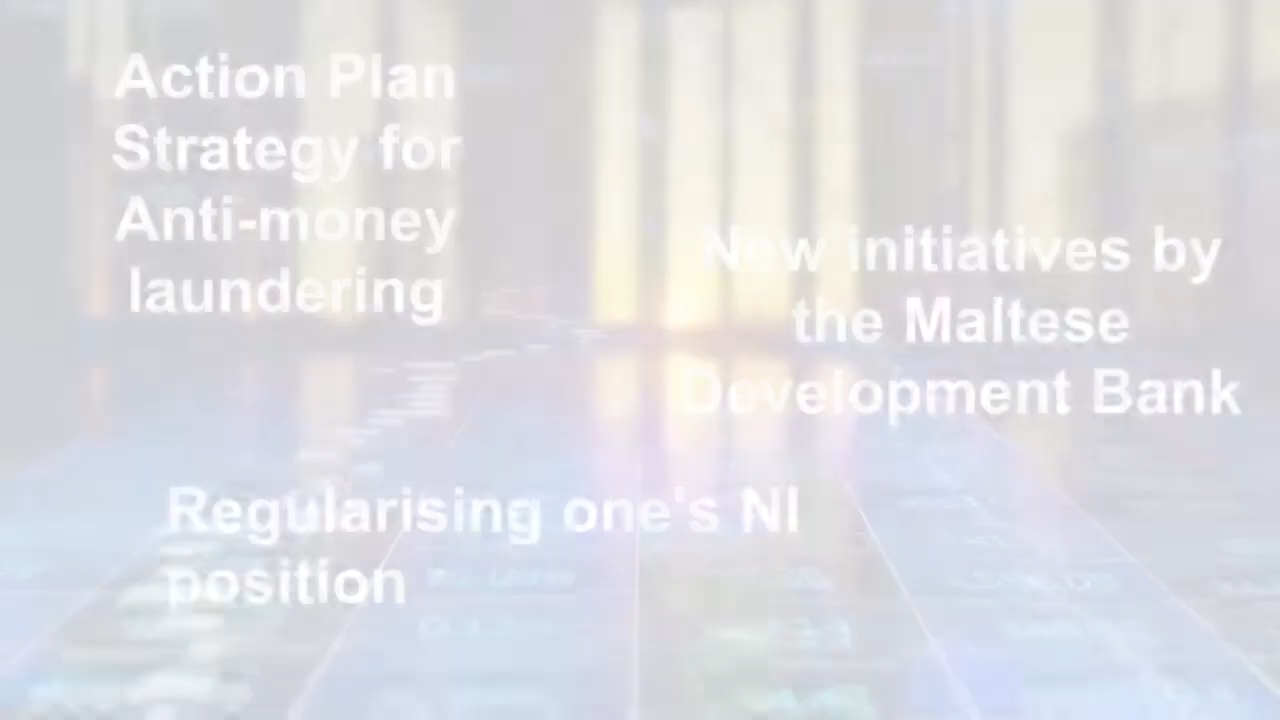 Action Plan
Strategy for
Anti-money
laundering
New initiatives by
the Maltese
Development Bank
Regularising one's NI
position